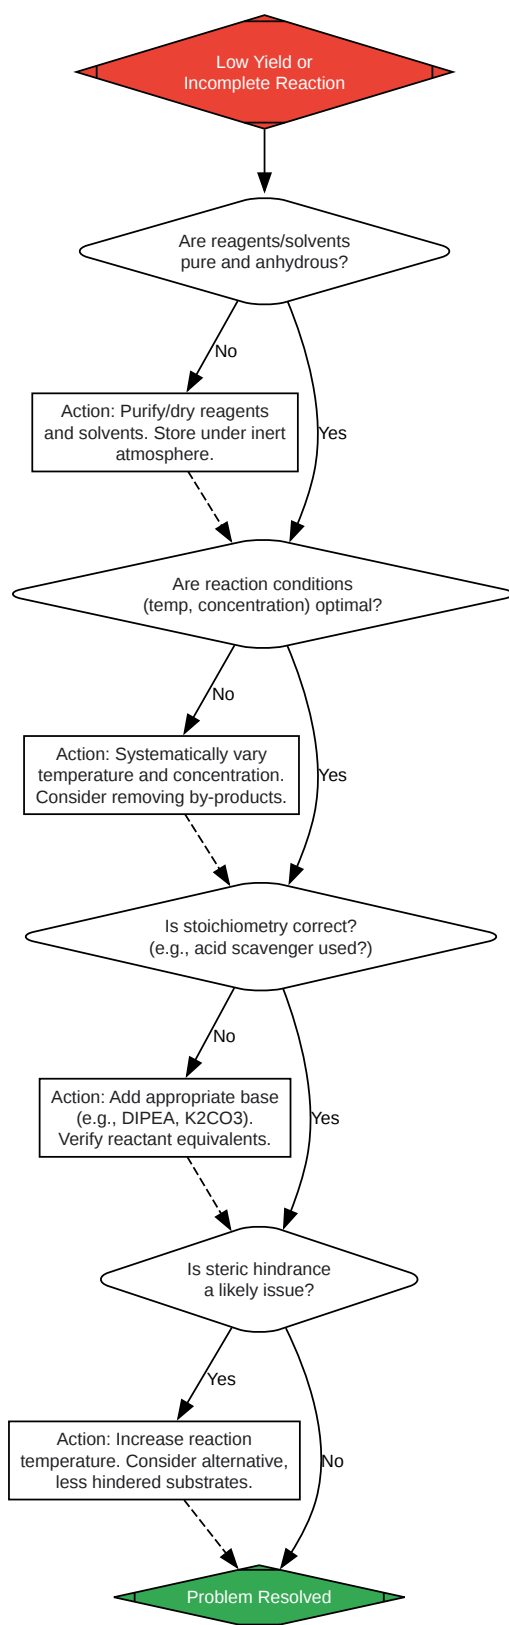 Low Yield or
Incomplete Reaction
Are reagents/solvents
pure and anhydrous?
No
Action: Purify/dry reagents
and solvents. Store under inert
atmosphere.
Yes
Are reaction conditions
(temp, concentration) optimal?
No
Action: Systematically vary
temperature and concentration.
Consider removing by-products.
Yes
Is stoichiometry correct?
(e.g., acid scavenger used?)
No
Action: Add appropriate base
(e.g., DIPEA, K2CO3).
Verify reactant equivalents.
Yes
Is steric hindrance
a likely issue?
Yes
Action: Increase reaction
temperature. Consider alternative,
less hindered substrates.
No
Problem Resolved